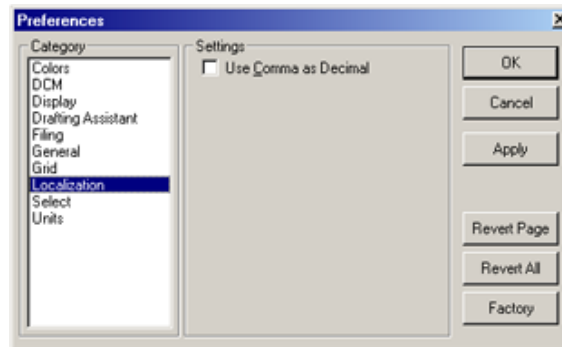 Preferences
Category
Colors
DCM
Display
Drafting Assistant
Filing
General
Grid
Localization
Select
Units
Settings
Use Comma as Decimal
OK
Cancel
Apply
Revert Page
Revert All
Factory